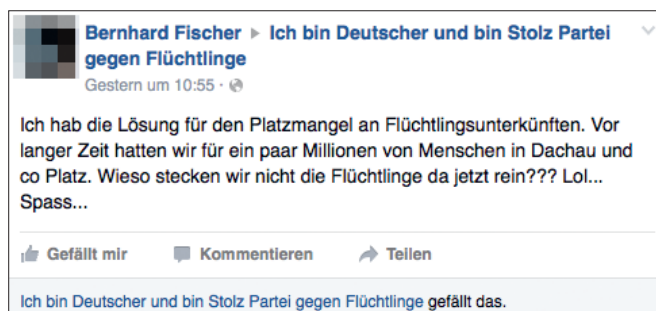 Bernhard Fischer ▸ Ich bin Deutscher und bin Stolz Partei
gegen Flüchtlinge
Gestern um 10:55 ·
Ich hab die Lösung für den Platzmangel an Flüchtlingsunterkünften. Vor
langer Zeit hatten wir für ein paar Millionen von Menschen in Dachau und
co Platz. Wieso stecken wir nicht die Flüchtlinge da jetzt rein??? Lol...
Spass...
Gefällt mir Kommentieren Teilen
Ich bin Deutscher und bin Stolz Partei gegen Flüchtlinge gefällt das.